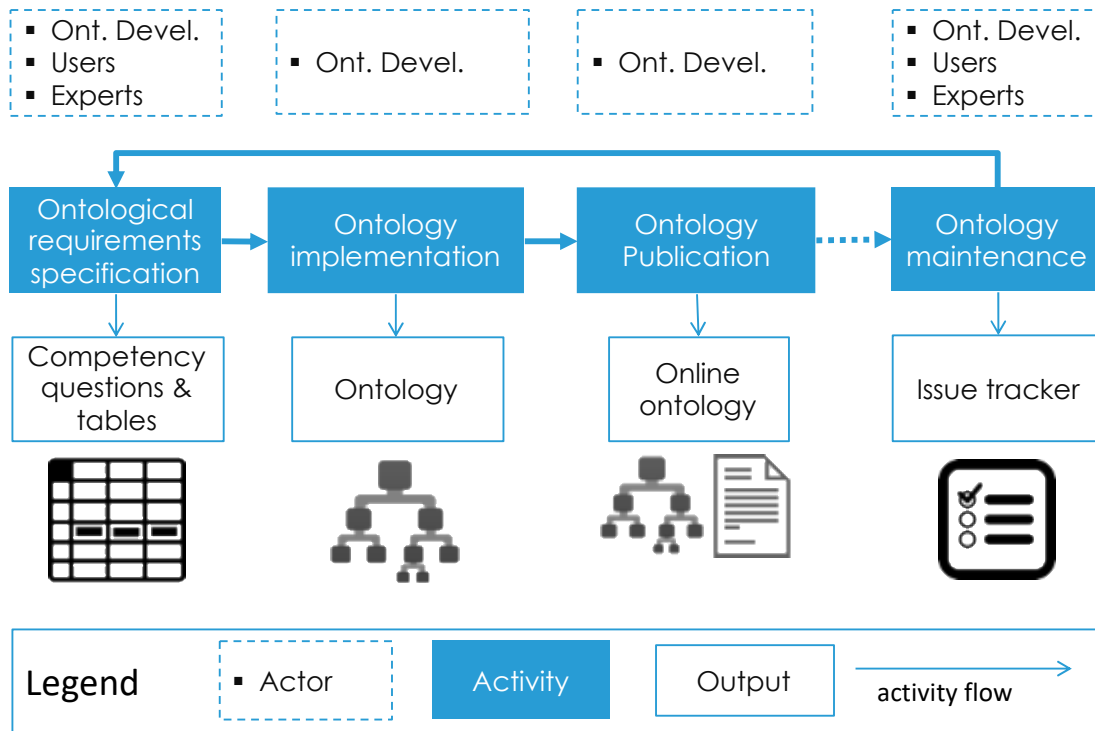 ▪ Ont. Devel.
▪ Users
▪ Experts
▪ Ont. Devel.
▪ Ont. Devel.
▪ Ont. Devel.
▪ Users
▪ Experts
Ontological
requirements
specification
Ontology
implementation
Ontology
Publication
Ontology
maintenance
Competency
questions &
tables
Ontology
Online
ontology
Issue tracker
Legend
▪ Actor
Activity
Output
activity flow